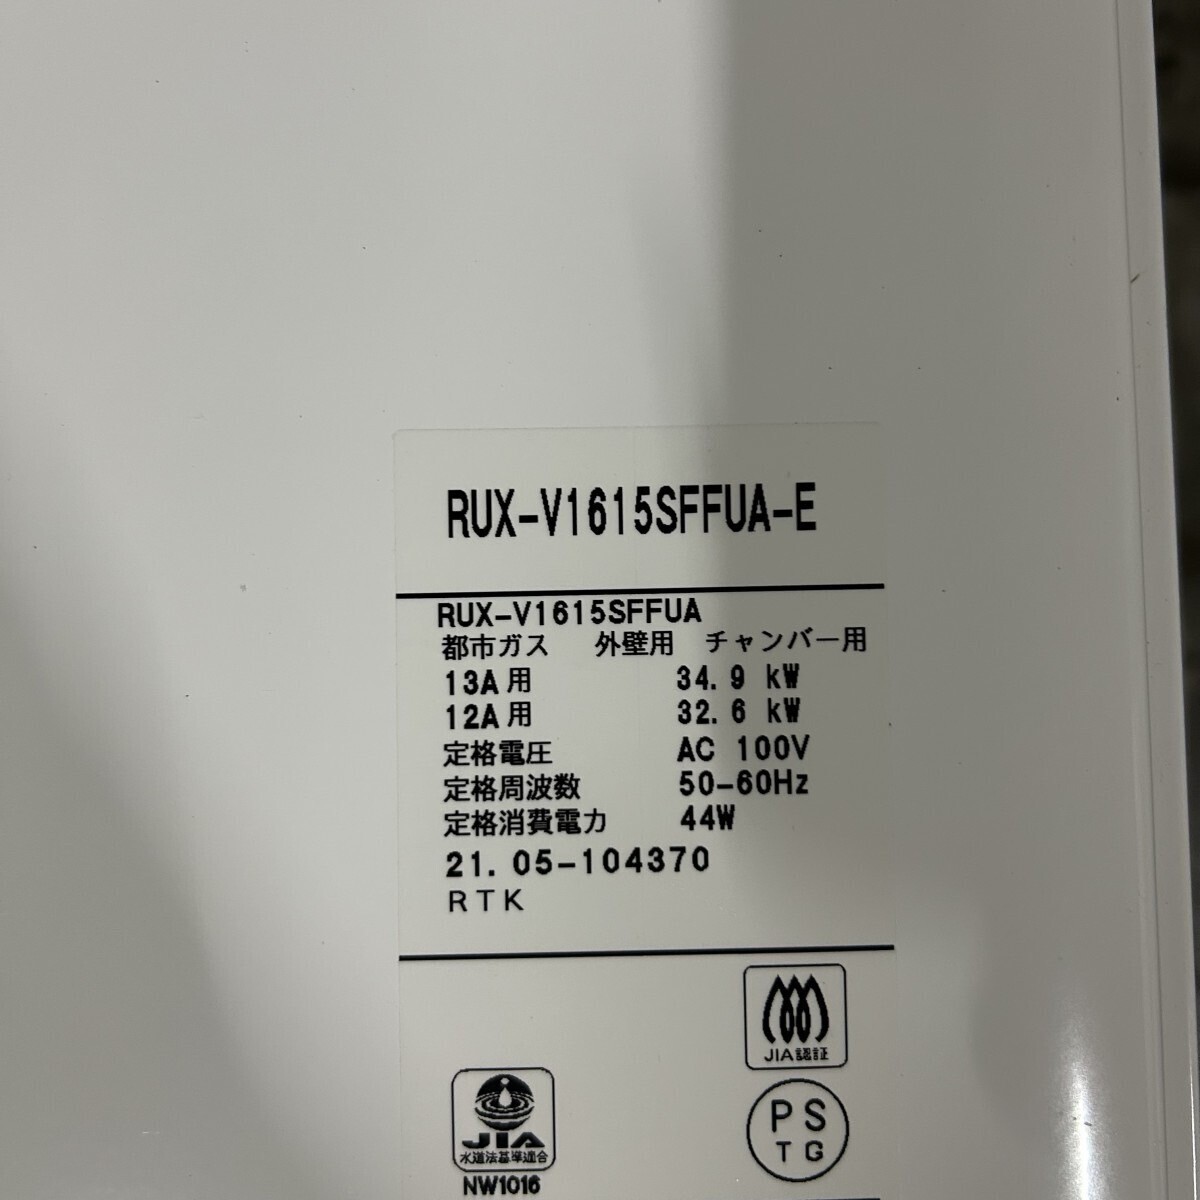 RUX-V1615SFFUA-E
RUX-V1615SFFUA
都市ガス 外壁用 チャンバー用
13A用 34.9 kW
12A用 32.6 kW
定格電圧 AC 100V
定格周波数 50-60Hz
定格消費電力 44W
21.05-104370
RTK
JIA認証
JIA
水道法基準適合
NW1016
PS
TG